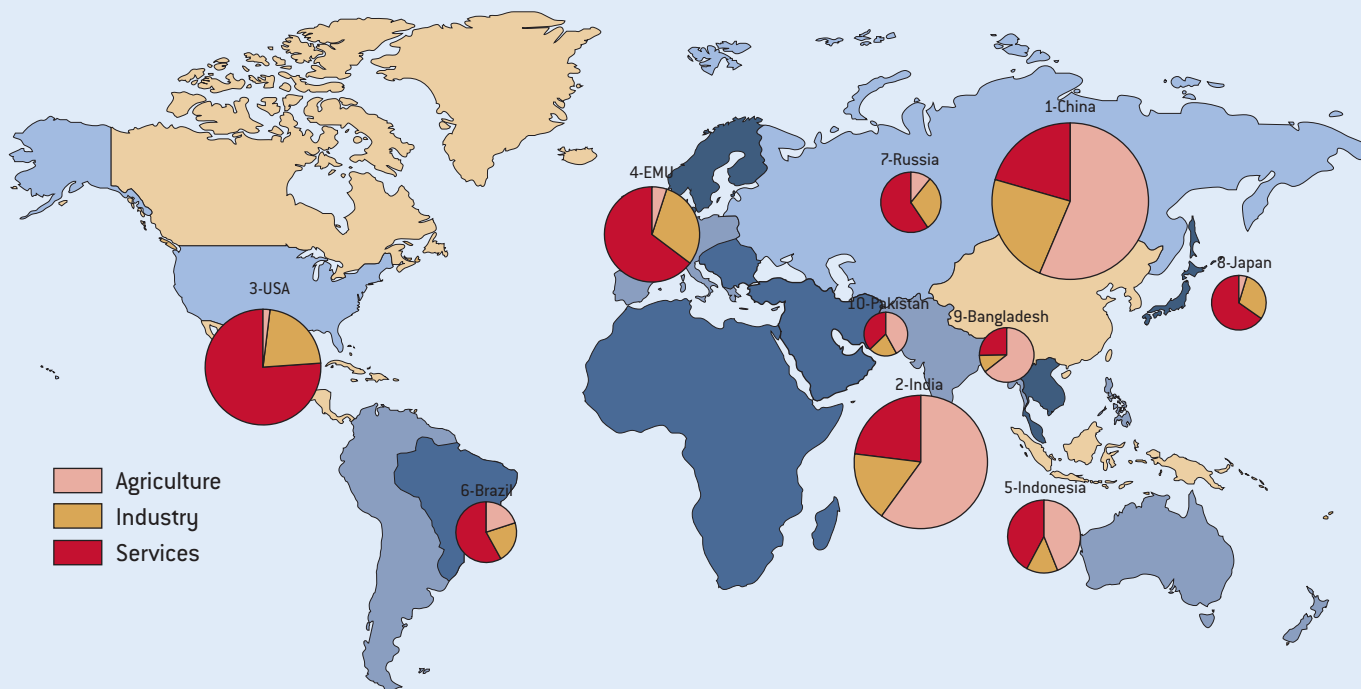 1-China
7-Russia
4-EMU
8-Japan
3-USA
10-Pakistan
9-Bangladesh
2-India
Agriculture
6-Brazil
5-Indonesia
Industry
Services